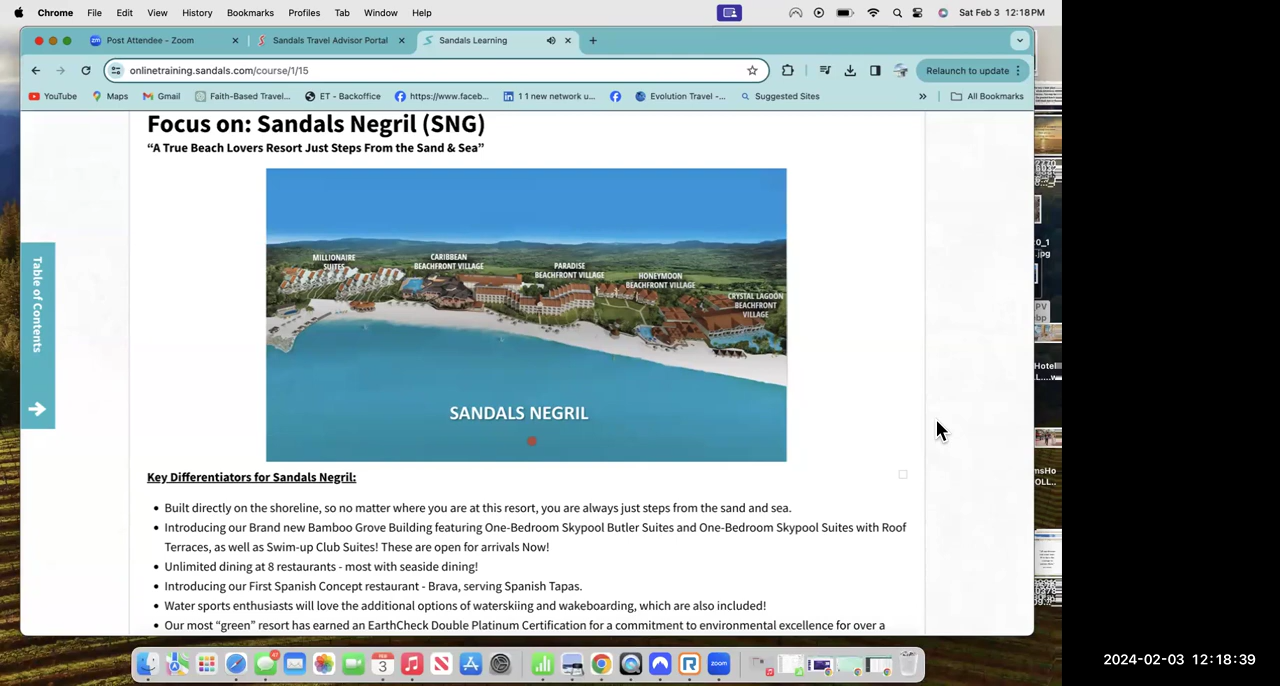 Chrome File Edit View History Bookmarks Profiles Tab Window Help Sat Feb 3 12:18 PM
Post Attendee - Zoom Sandals Travel Advisor Portal Sandals Learning
onlinetraining.sandals.com/course/1/15 Relaunch to update
YouTube Maps Gmail Faith-Based Travel... ET - Backoffice https://www.faceb... 1 1 new network u... Evolution Travel -... Suggested Sites » All Bookmarks
Focus on: Sandals Negril (SNG)
“A True Beach Lovers Resort Just Steps From the Sand & Sea”
MILLIONAIRE
SUITES
CARIBBEAN
BEACHFRONT VILLAGE
PARADISE
BEACHFRONT VILLAGE
HONEYMOON
BEACHFRONT VILLAGE
CRYSTAL LAGOON
BEACHFRONT
VILLAGE
SANDALS NEGRIL
Table of Contents
Key Differentiators for Sandals Negril:
• Built directly on the shoreline, so no matter where you are at this resort, you are always just steps from the sand and sea.
• Introducing our Brand new Bamboo Grove Building featuring One-Bedroom Skypool Butler Suites and One-Bedroom Skypool Suites with Roof
Terraces, as well as Swim-up Club Suites! These are open for arrivals Now!
• Unlimited dining at 8 restaurants - most with seaside dining!
• Introducing our First Spanish Concept restaurant - Brava, serving Spanish Tapas.
• Water sports enthusiasts will love the additional options of waterskiing and wakeboarding, which are also included!
• Our most “green” resort has earned an EarthCheck Double Platinum Certification for a commitment to environmental excellence for over a
.jpg
PV
Hotel
FEB
3
zoom
2024-02-03 12:18:39